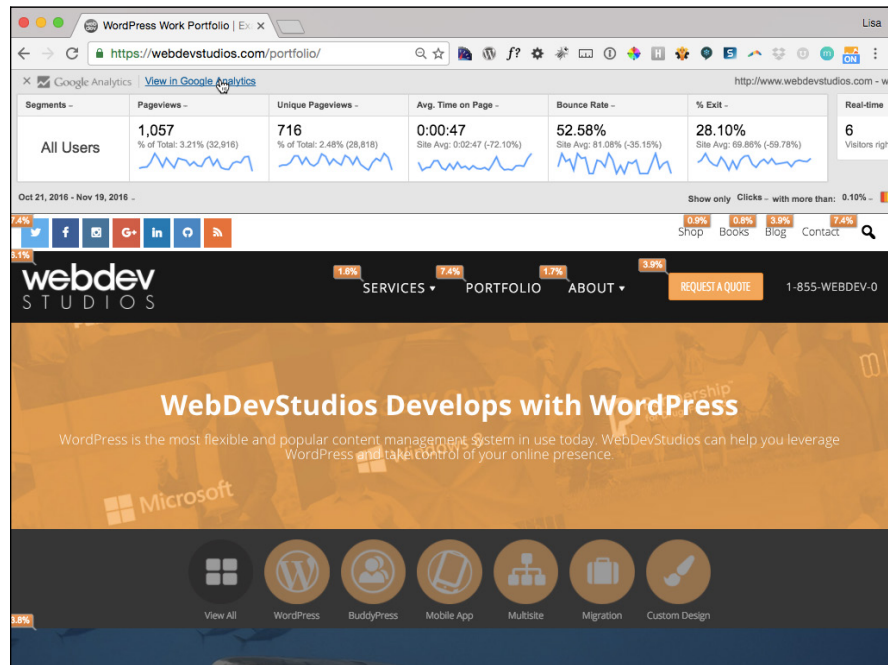 WordPress Work Portfolio | Ex
Lisa
https://webdevstudios.com/portfolio/
f?
H
S
m
ON
Google Analytics View in Google Analytics
http://www.webdevstudios.com - w
Segments
Pageviews
Unique Pageviews
Avg. Time on Page
Bounce Rate
% Exit
Real-time
All Users
1,057
% of Total: 3.21% (32,916)
716
% of Total: 2.48% (28,818)
0:00:47
Site Avg: 0:02:47 (-72.10%)
52.58%
Site Avg: 81.08% (-35.15%)
28.10%
Site Avg: 69.86% (-59.78%)
6
Visitors righ
Oct 21, 2016 - Nov 19, 2016
Show only Clicks with more than: 0.10%
7.4%
0.9% 0.8% 3.9% 7.4%
f G+ in
Shop Books Blog Contact
webdev
STUDIOS
1.6% 7.4% 1.7% 3.9%
SERVICES PORTFOLIO ABOUT REQUEST A QUOTE 1-855-WEBDEV-0
WebDevStudios Develops with WordPress
WordPress is the most flexible and popular content management system in use today. WebDevStudios can help you leverage
WordPress and take control of your online presence.
Microsoft
View All WordPress BuddyPress Mobile App Multisite Migration Custom Design
3.8%